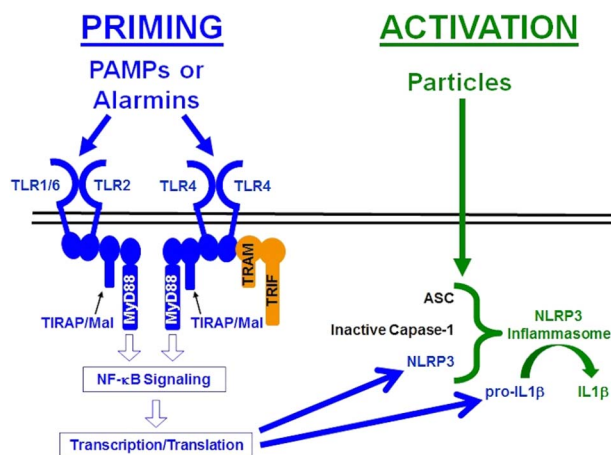 PRIMING
PAMPs or
Alarmins
TLR1/6
TLR2
TLR4
TLR4
MyD88
MyD88
TRAM
TRIF
TIRAP/Mal
TIRAP/Mal
NF-κB Signaling
Transcription/Translation
ACTIVATION
Particles
ASC
Inactive Capase-1
NLRP3
NLRP3
Inflammasome
pro-IL1β
IL1β